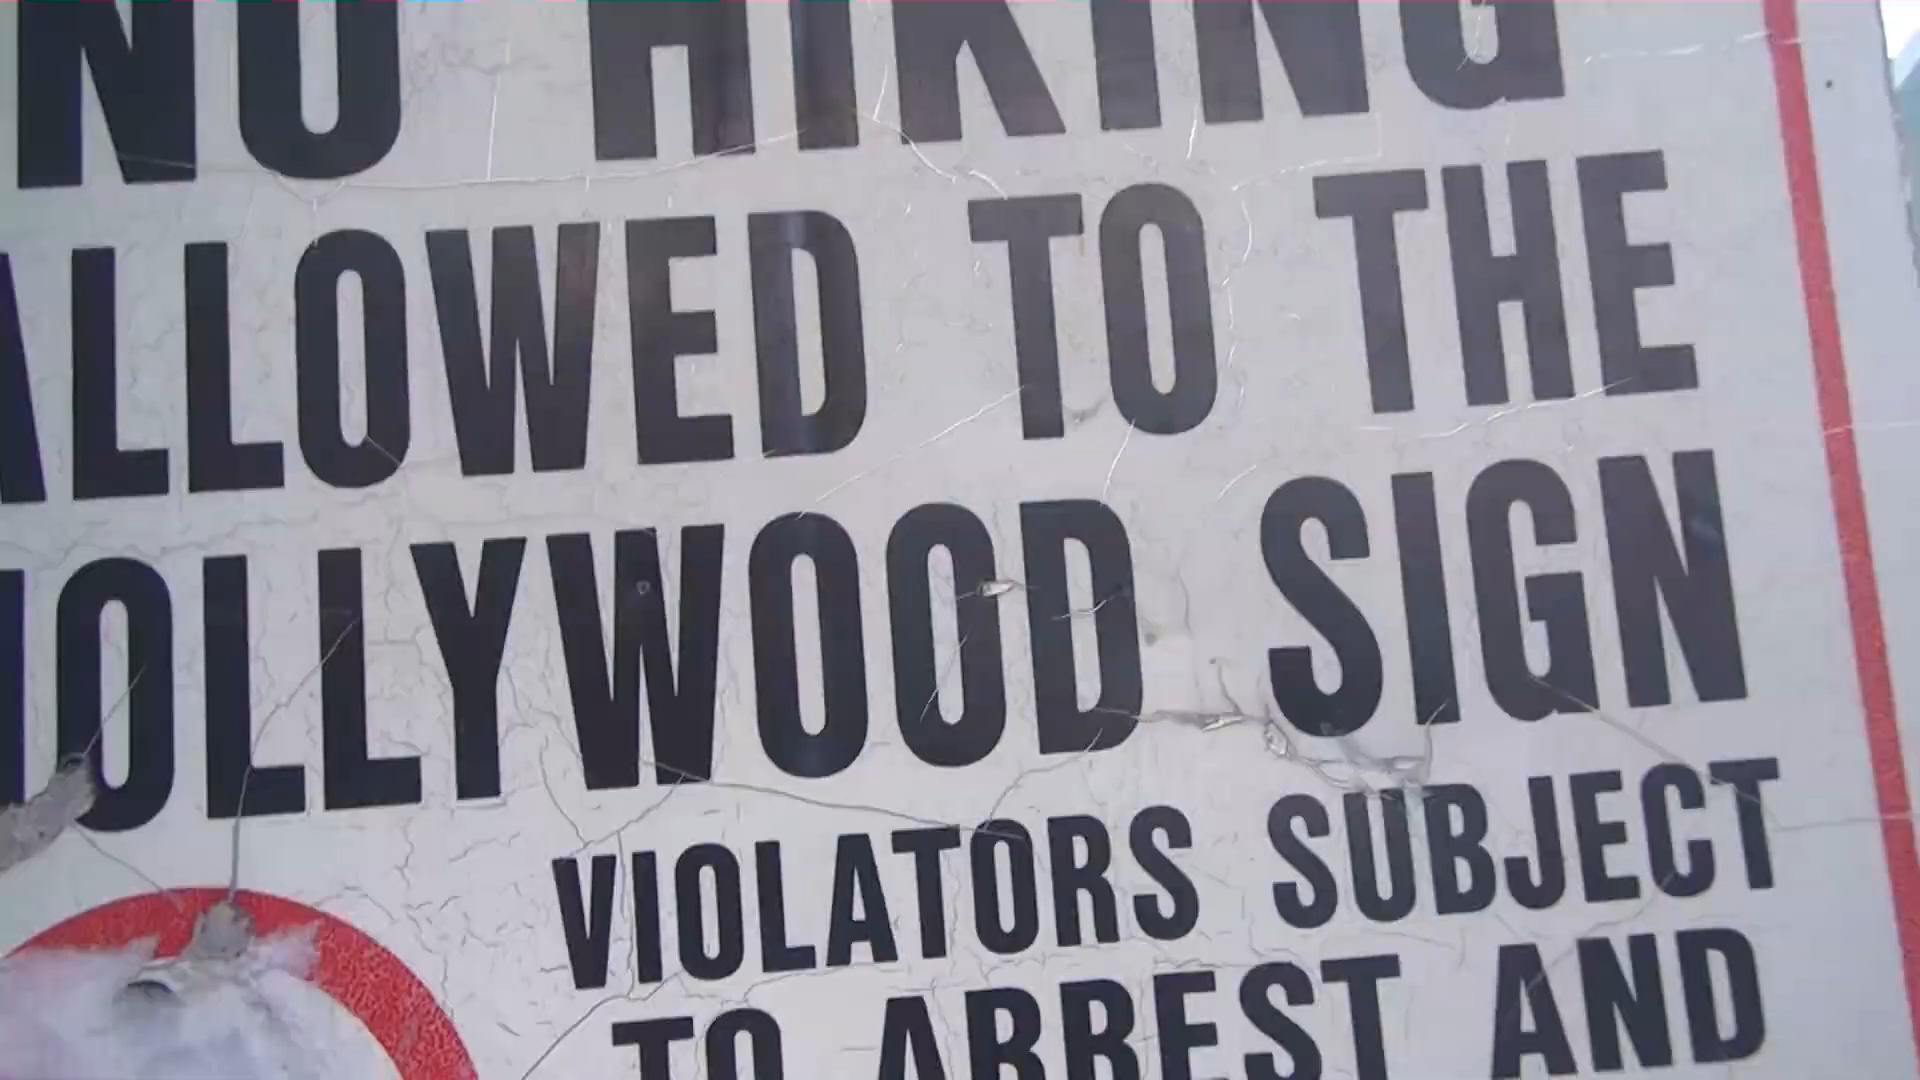 NO HIKING
ALLOWED TO THE
HOLLYWOOD SIGN
VIOLATORS SUBJECT
TO ARREST AND